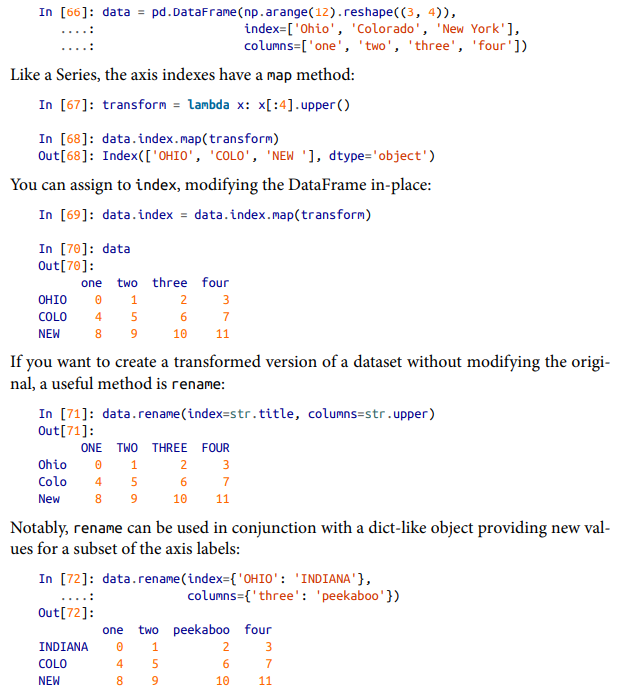 In [66]: data = pd.DataFrame(np.arange(12).reshape((3, 4)),
   ....:                     index=['Ohio', 'Colorado', 'New York'],
   ....:                     columns=['one', 'two', 'three', 'four'])
Like a Series, the axis indexes have a map method:
In [67]: transform = lambda x: x[:4].upper()
In [68]: data.index.map(transform)
Out[68]: Index(['OHIO', 'COLO', 'NEW '], dtype='object')
You can assign to index, modifying the DataFrame in-place:
In [69]: data.index = data.index.map(transform)
In [70]: data
Out[70]:
      one  two  three  four
OHIO    0    1      2     3
COLO    4    5      6     7
NEW     8    9     10    11
If you want to create a transformed version of a dataset without modifying the origi-
nal, a useful method is rename:
In [71]: data.rename(index=str.title, columns=str.upper)
Out[71]:
      ONE  TWO  THREE  FOUR
Ohio    0    1      2     3
Colo    4    5      6     7
New     8    9     10    11
Notably, rename can be used in conjunction with a dict-like object providing new val-
ues for a subset of the axis labels:
In [72]: data.rename(index={'OHIO': 'INDIANA'},
   ....:             columns={'three': 'peekaboo'})
Out[72]:
         one  two  peekaboo  four
INDIANA    0    1         2     3
COLO       4    5         6     7
NEW        8    9        10    11